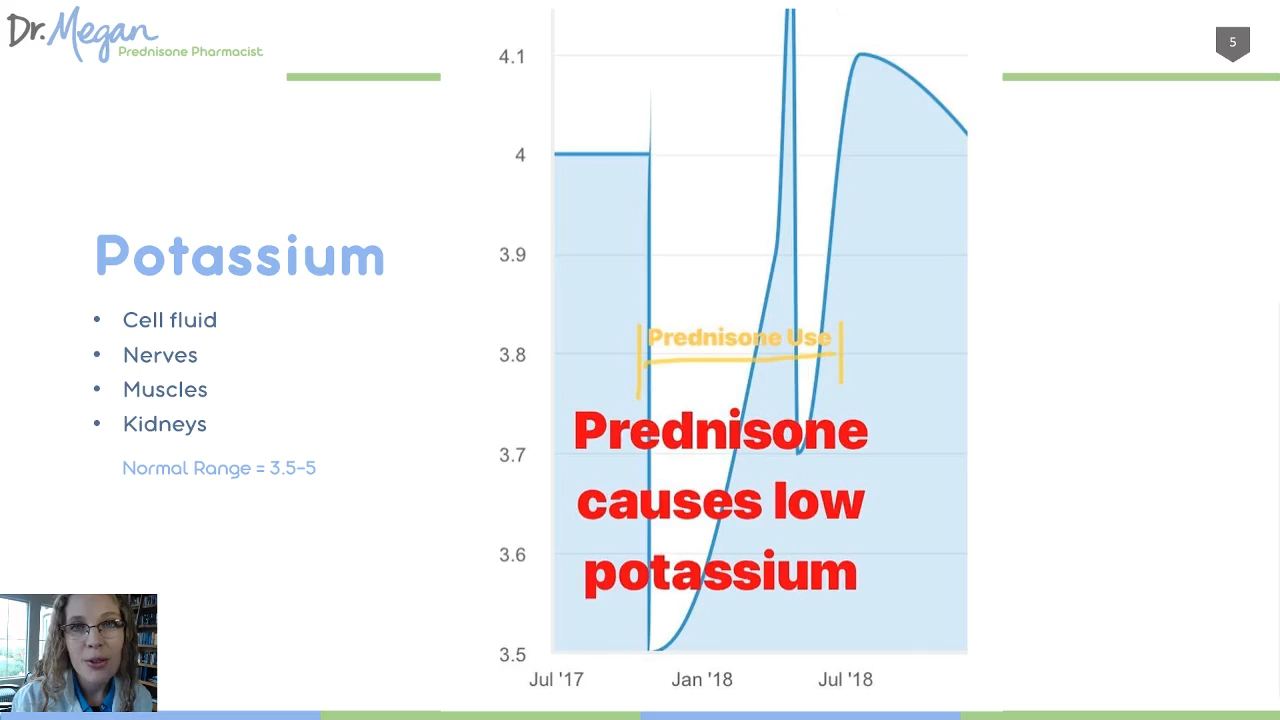 Dr. Megan
Prednisone Pharmacist
5
Potassium
• Cell fluid
• Nerves
• Muscles
• Kidneys
Normal Range = 3.5-5
4.1
4
3.9
3.8
3.7
3.6
3.5
Jul '17
Jan '18
Jul '18
Prednisone Use
Prednisone
causes low
potassium